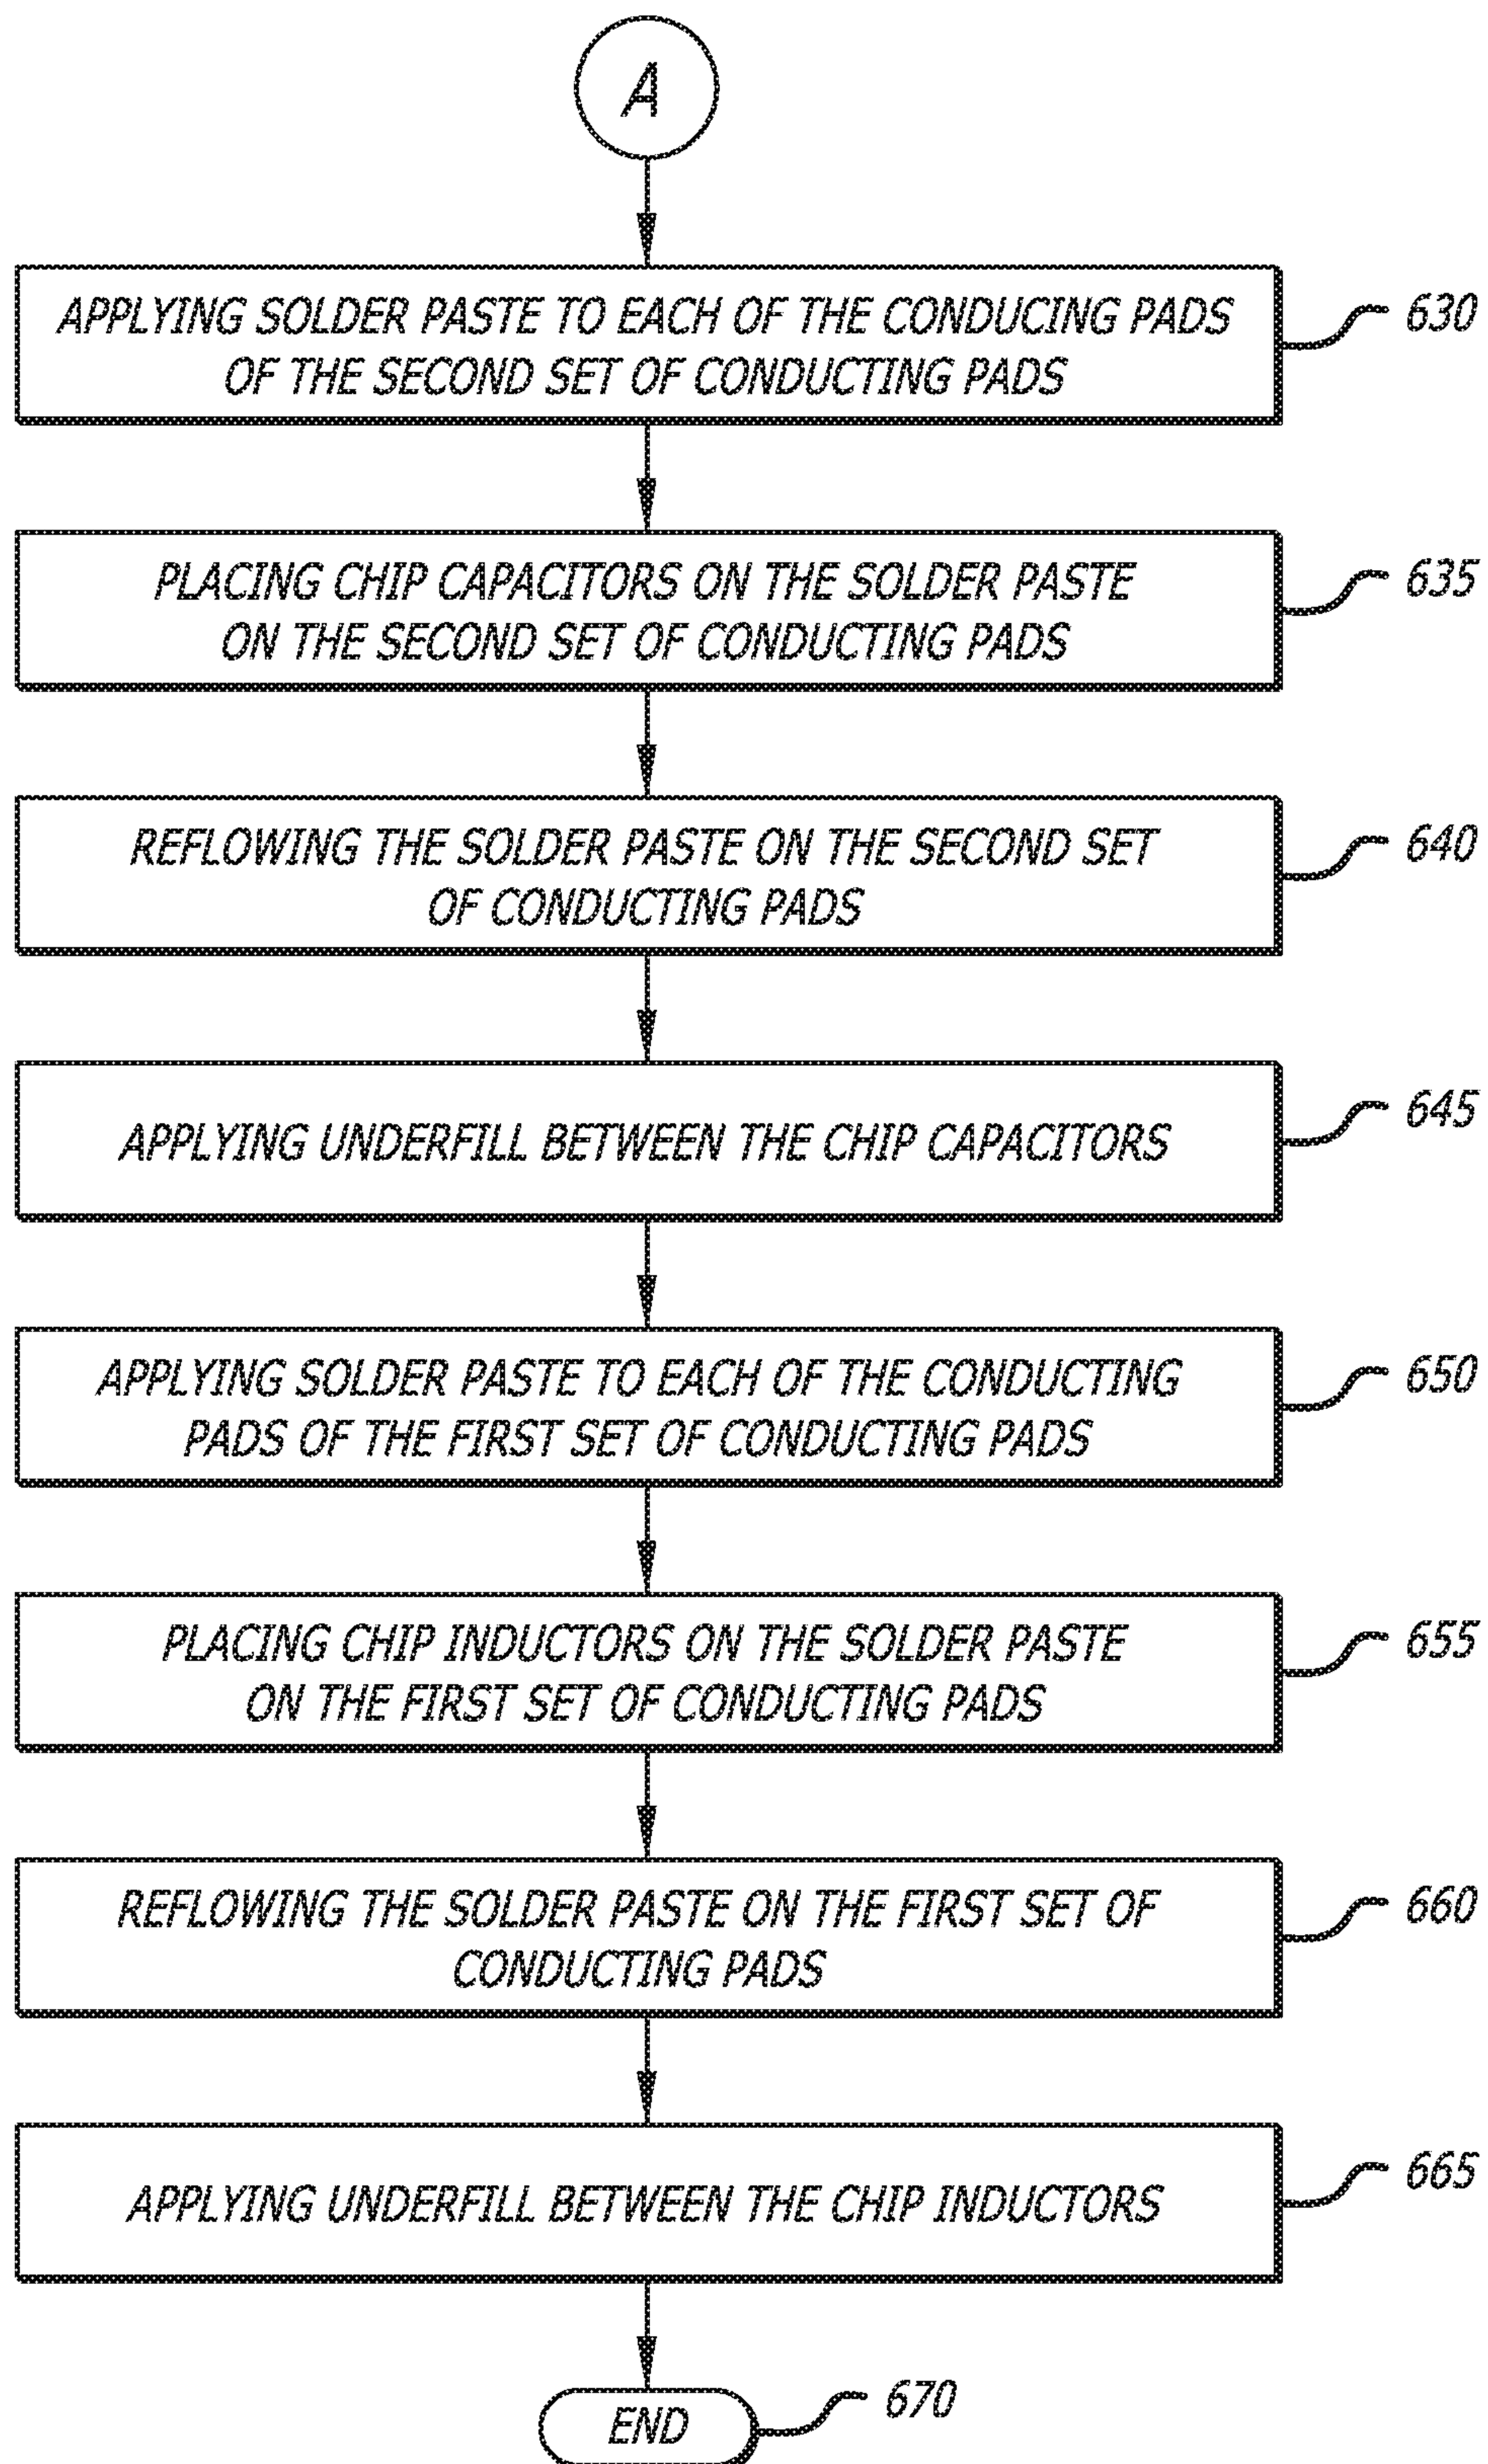 A
APPLYING SOLDER PASTE TO EACH OF THE CONDUCING PADS
OF THE SECOND SET OF CONDUCTING PADS
630
PLACING CHIP CAPACITORS ON THE SOLDER PASTE
ON THE SECOND SET OF CONDUCTING PADS
635
REFLOWING THE SOLDER PASTE ON THE SECOND SET
OF CONDUCTING PADS
640
APPLYING UNDERFILL BETWEEN THE CHIP CAPACITORS
645
APPLYING SOLDER PASTE TO EACH OF THE CONDUCTING
PADS OF THE FIRST SET OF CONDUCTING PADS
650
PLACING CHIP INDUCTORS ON THE SOLDER PASTE
ON THE FIRST SET OF CONDUCTING PADS
655
REFLOWING THE SOLDER PASTE ON THE FIRST SET OF
CONDUCTING PADS
660
APPLYING UNDERFILL BETWEEN THE CHIP INDUCTORS
665
END
670